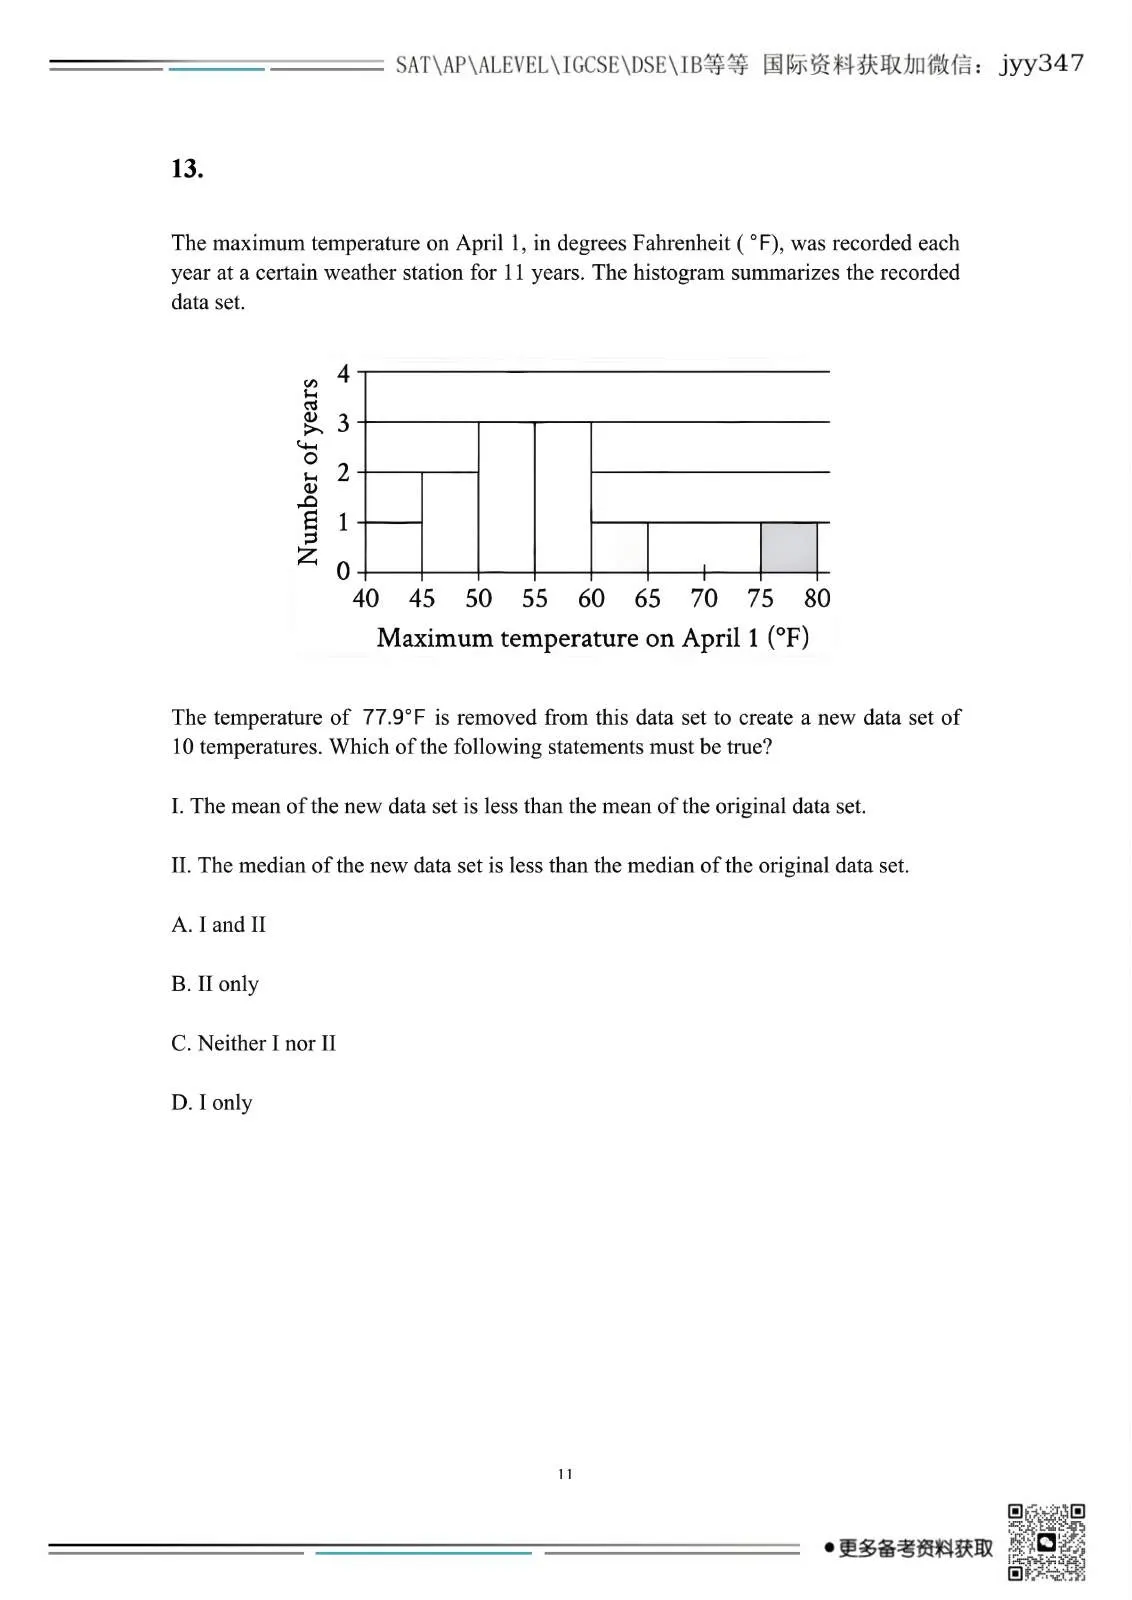 SAT\AP\ALEVEL\IGCSE\DSE\IB等等 国际资料获取加微信：jyy347
13.
The maximum temperature on April 1, in degrees Fahrenheit ( °F), was recorded each
year at a certain weather station for 11 years. The histogram summarizes the recorded
data set.
Number of years
4
3
2
1
0
40 45 50 55 60 65 70 75 80
Maximum temperature on April 1 (°F)
The temperature of 77.9°F is removed from this data set to create a new data set of
10 temperatures. Which of the following statements must be true?
I. The mean of the new data set is less than the mean of the original data set.
II. The median of the new data set is less than the median of the original data set.
A. I and II
B. II only
C. Neither I nor II
D. I only
11
●更多备考资料获取